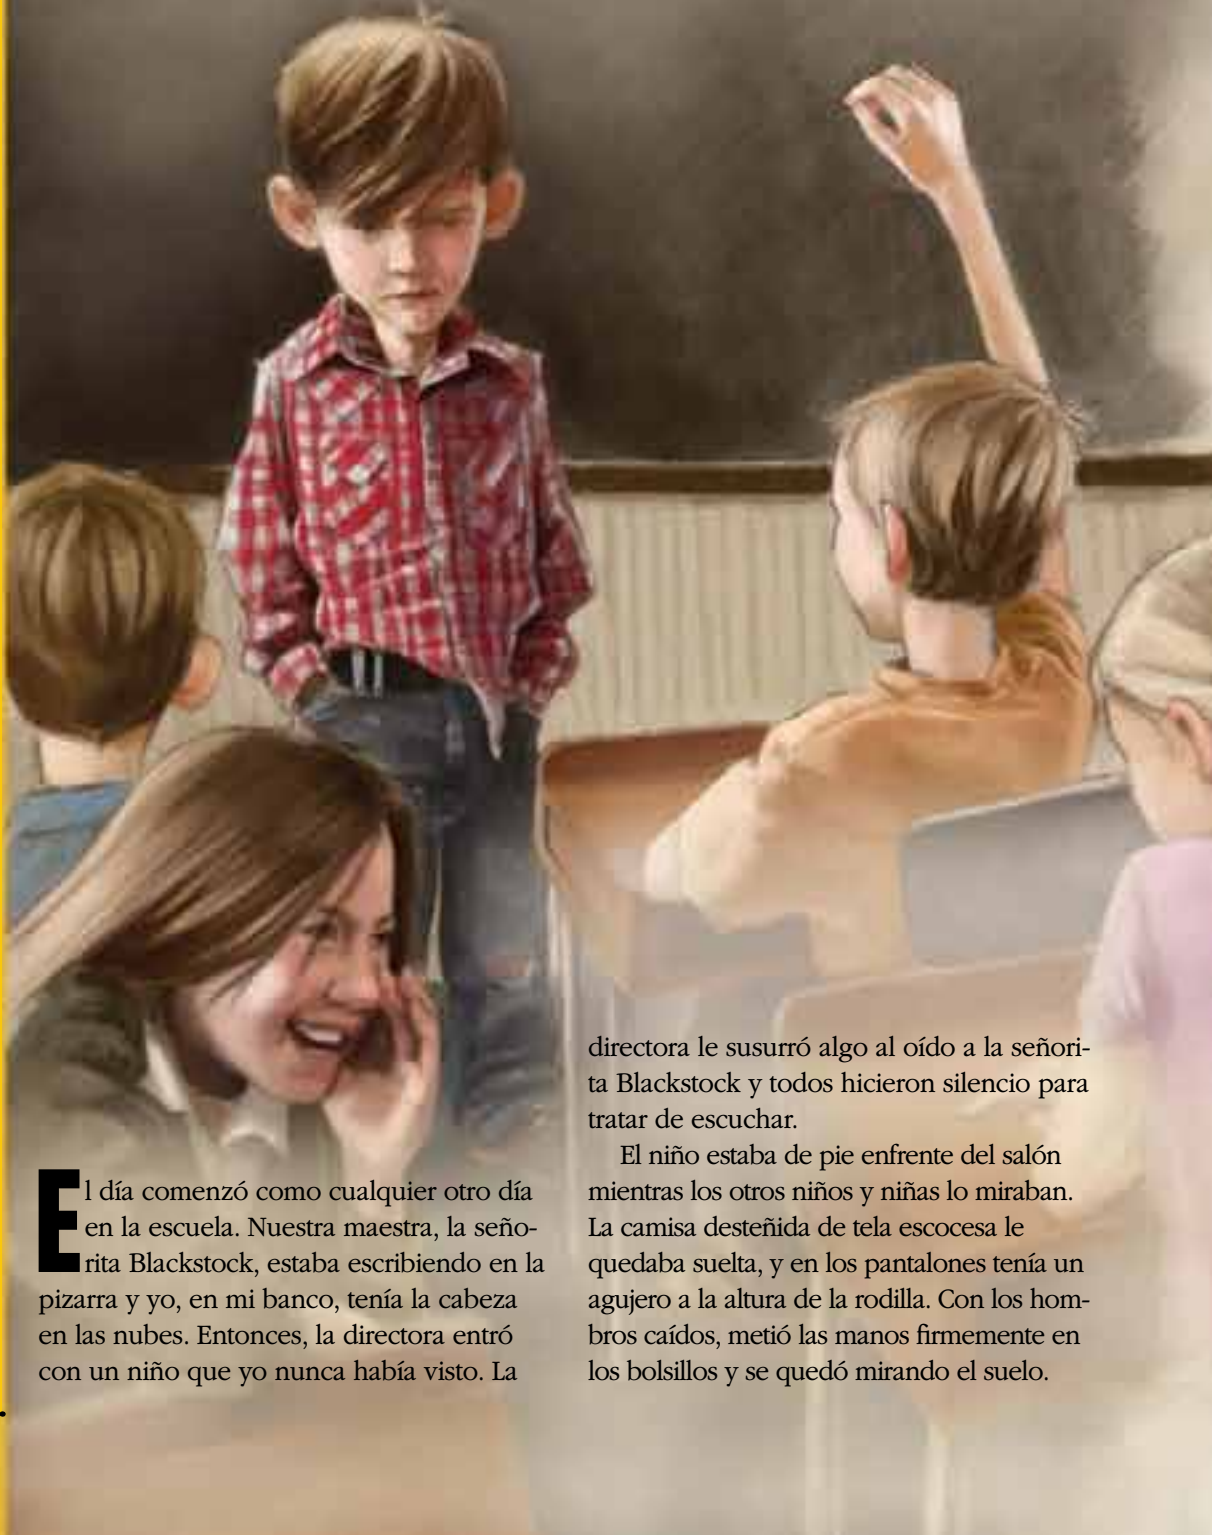 El día comenzó como cualquier otro día
en la escuela. Nuestra maestra, la seño-
rita Blackstock, estaba escribiendo en la
pizarra y yo, en mi banco, tenía la cabeza
en las nubes. Entonces, la directora entró
con un niño que yo nunca había visto. La
directora le susurró algo al oído a la señori-
ta Blackstock y todos hicieron silencio para
tratar de escuchar.
El niño estaba de pie enfrente del salón
mientras los otros niños y niñas lo miraban.
La camisa desteñida de tela escocesa le
quedaba suelta, y en los pantalones tenía un
agujero a la altura de la rodilla. Con los hom-
bros caídos, metió las manos firmemente en
los bolsillos y se quedó mirando el suelo.